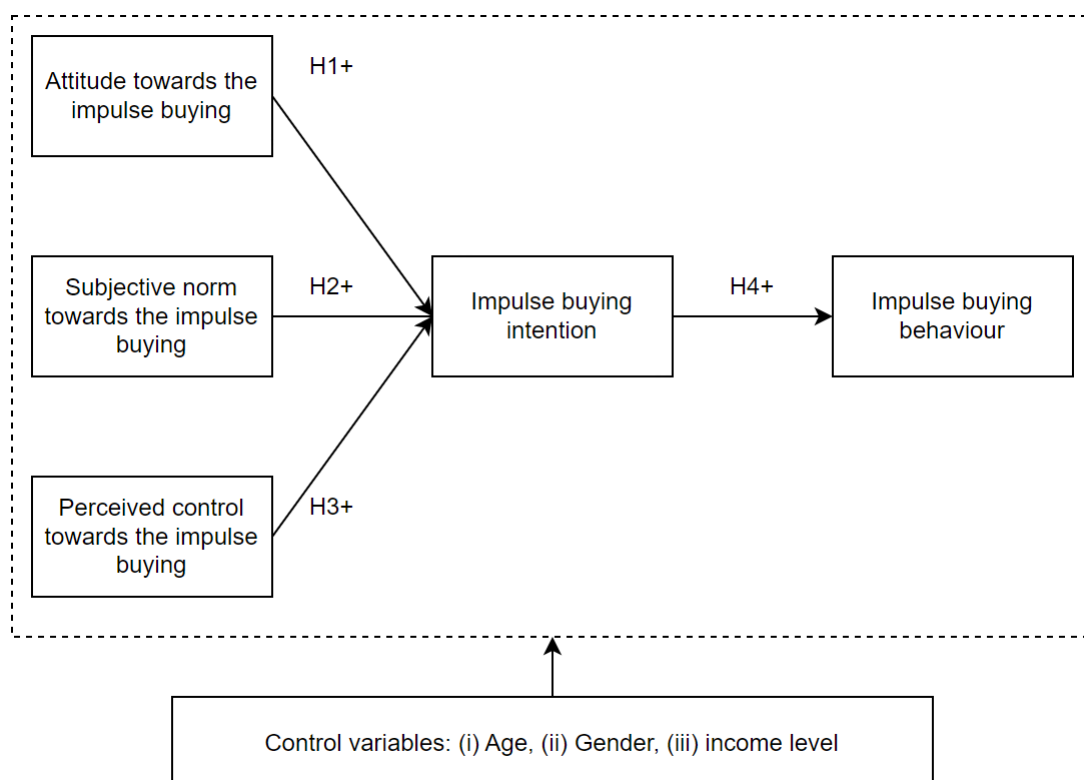 Attitude towards the
impulse buying
H1+
Subjective norm
towards the impulse
buying
H2+
Impulse buying
intention
H4+
Impulse buying
behaviour
Perceived control
towards the impulse
buying
H3+
Control variables: (i) Age, (ii) Gender, (iii) income level